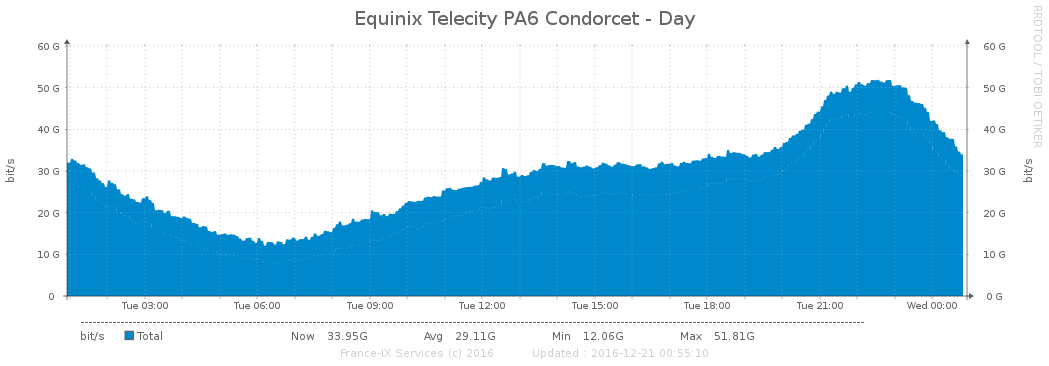 Equinix Telecity PA6 Condorcet - Day
RRDTOOL / TOBI OETIKER
60 G 60 G
50 G 50 G
40 G 40 G
30 G 30 G
20 G 20 G
10 G 10 G
0 0 G
bit/s bit/s
Tue 03:00 Tue 06:00 Tue 09:00 Tue 12:00 Tue 15:00 Tue 18:00 Tue 21:00 Wed 00:00
bit/s Total Now 33.95G Avg 29.11G Min 12.06G Max 51.81G
France-IX Services (c) 2016 Updated : 2016-12-21 00:55:10